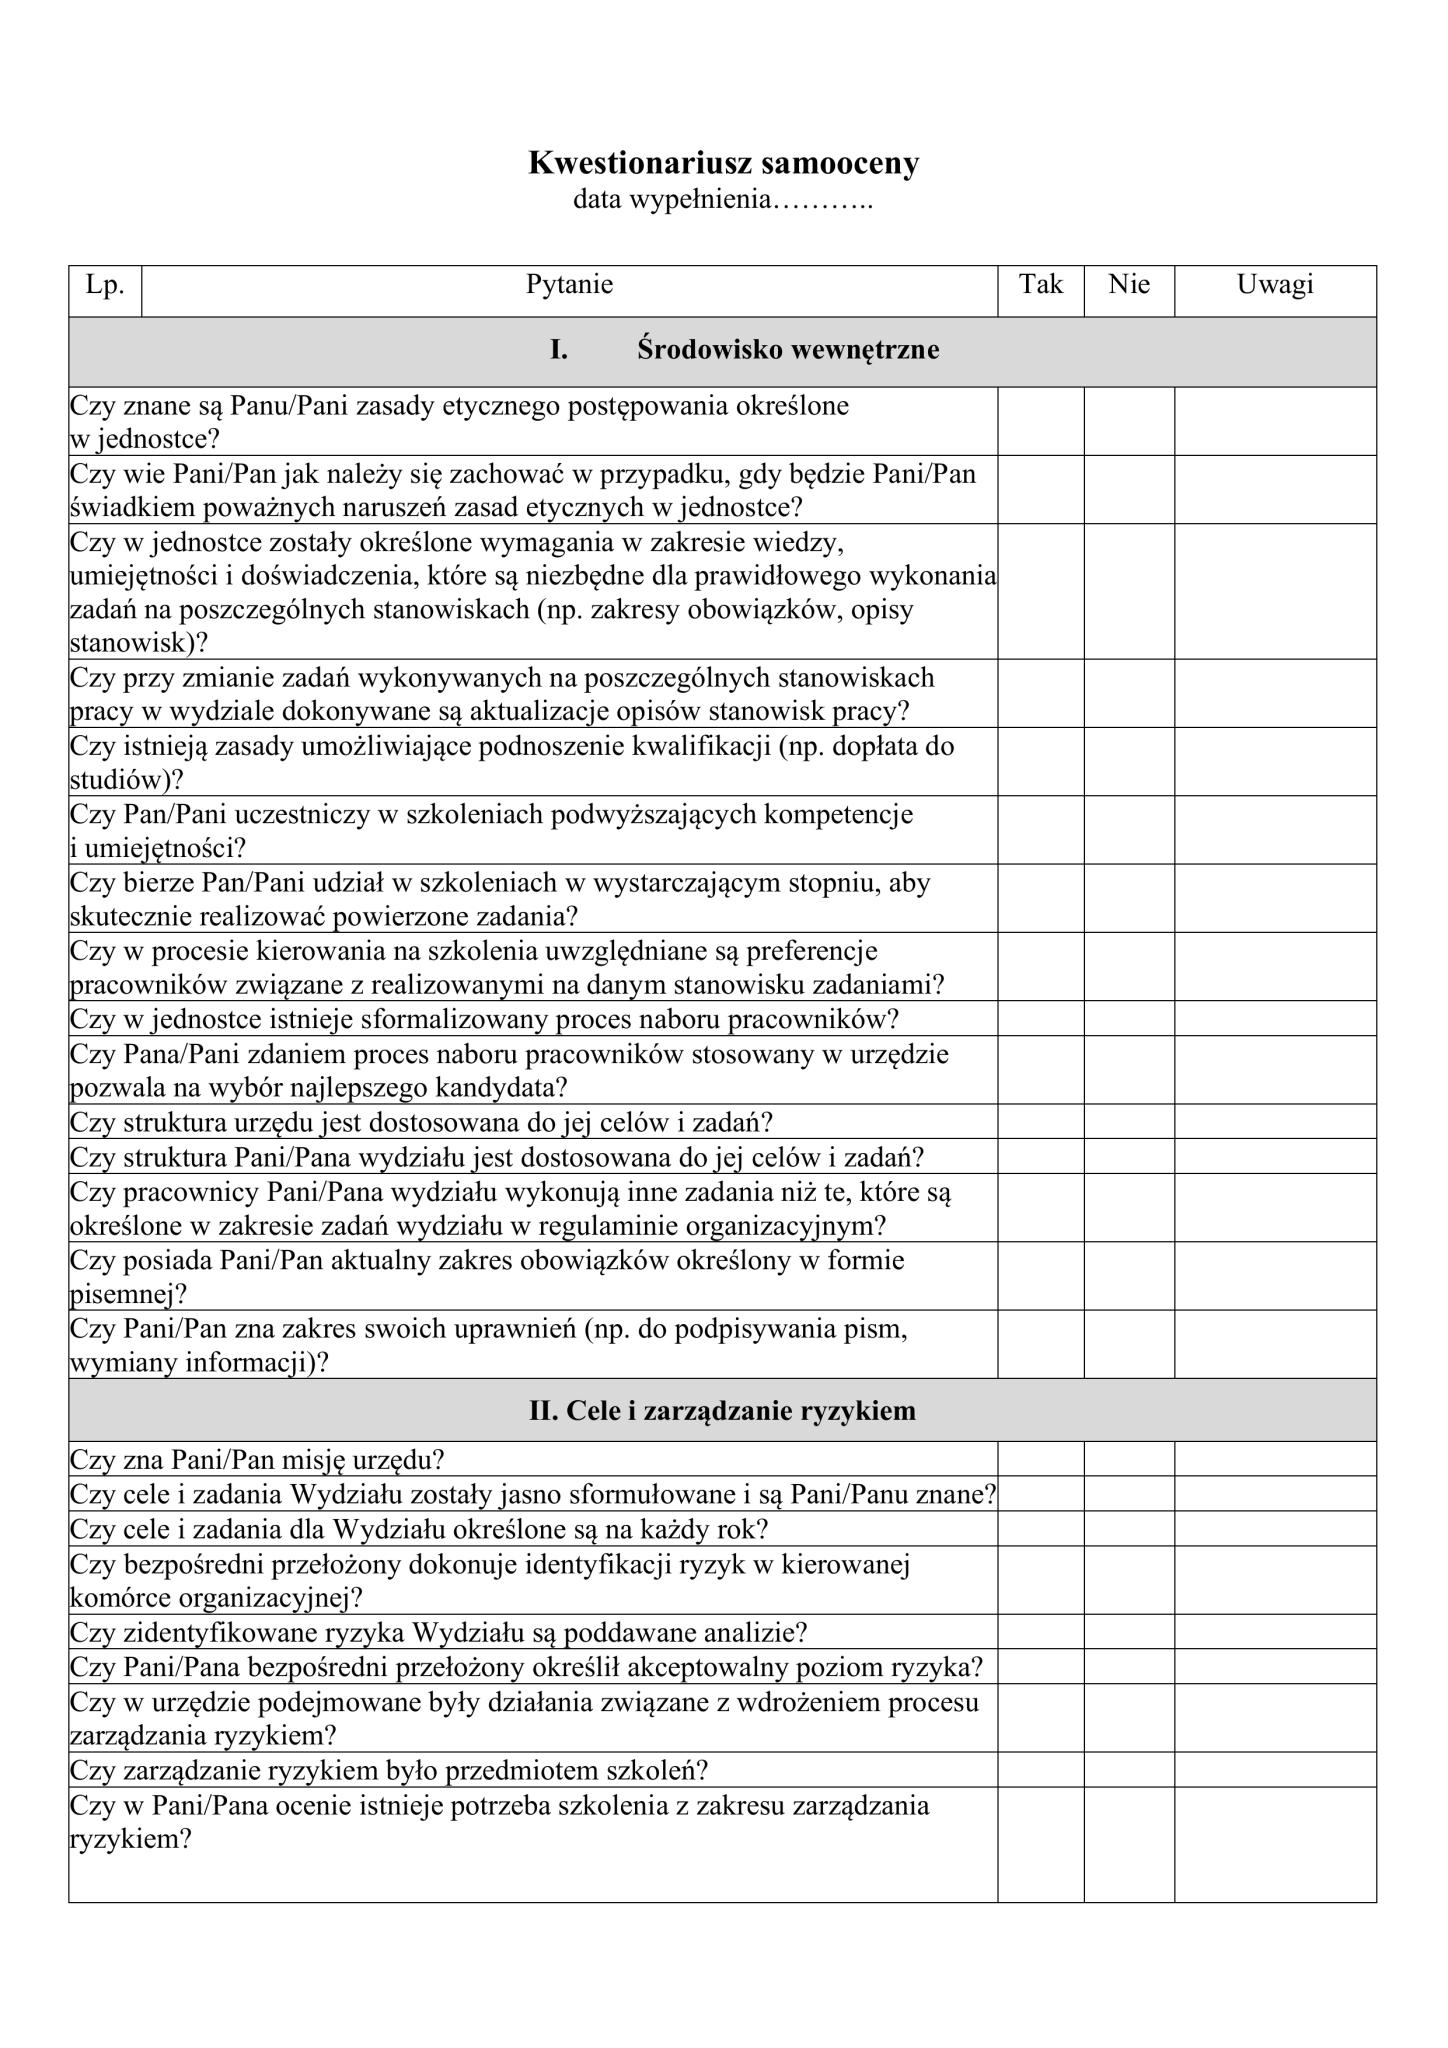 Kwestionariusz samooceny
data wypełnienia………..
Lp. Pytanie Tak Nie Uwagi
I. Środowisko wewnętrzne
Czy znane są Panu/Pani zasady etycznego postępowania określone
w jednostce?
Czy wie Pani/Pan jak należy się zachować w przypadku, gdy będzie Pani/Pan
świadkiem poważnych naruszeń zasad etycznych w jednostce?
Czy w jednostce zostały określone wymagania w zakresie wiedzy,
umiejętności i doświadczenia, które są niezbędne dla prawidłowego wykonania
zadań na poszczególnych stanowiskach (np. zakresy obowiązków, opisy
stanowisk)?
Czy przy zmianie zadań wykonywanych na poszczególnych stanowiskach
pracy w wydziale dokonywane są aktualizacje opisów stanowisk pracy?
Czy istnieją zasady umożliwiające podnoszenie kwalifikacji (np. dopłata do
studiów)?
Czy Pan/Pani uczestniczy w szkoleniach podwyższających kompetencje
i umiejętności?
Czy bierze Pan/Pani udział w szkoleniach w wystarczającym stopniu, aby
skutecznie realizować powierzone zadania?
Czy w procesie kierowania na szkolenia uwzględniane są preferencje
pracowników związane z realizowanymi na danym stanowisku zadaniami?
Czy w jednostce istnieje sformalizowany proces naboru pracowników?
Czy Pana/Pani zdaniem proces naboru pracowników stosowany w urzędzie
pozwala na wybór najlepszego kandydata?
Czy struktura urzędu jest dostosowana do jej celów i zadań?
Czy struktura Pani/Pana wydziału jest dostosowana do jej celów i zadań?
Czy pracownicy Pani/Pana wydziału wykonują inne zadania niż te, które są
określone w zakresie zadań wydziału w regulaminie organizacyjnym?
Czy posiada Pani/Pan aktualny zakres obowiązków określony w formie
pisemnej?
Czy Pani/Pan zna zakres swoich uprawnień (np. do podpisywania pism,
wymiany informacji)?
II. Cele i zarządzanie ryzykiem
Czy zna Pani/Pan misję urzędu?
Czy cele i zadania Wydziału zostały jasno sformułowane i są Pani/Panu znane?
Czy cele i zadania dla Wydziału określone są na każdy rok?
Czy bezpośredni przełożony dokonuje identyfikacji ryzyk w kierowanej
komórce organizacyjnej?
Czy zidentyfikowane ryzyka Wydziału są poddawane analizie?
Czy Pani/Pana bezpośredni przełożony określił akceptowalny poziom ryzyka?
Czy w urzędzie podejmowane były działania związane z wdrożeniem procesu
zarządzania ryzykiem?
Czy zarządzanie ryzykiem było przedmiotem szkoleń?
Czy w Pani/Pana ocenie istnieje potrzeba szkolenia z zakresu zarządzania
ryzykiem?